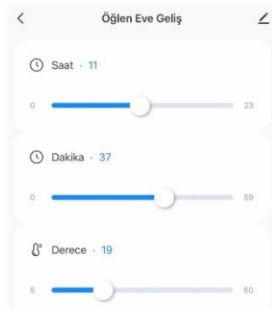 Öğlen Eve Geliş
Saat · 11
0 23
Dakika · 37
0 59
Derece · 19
5 60